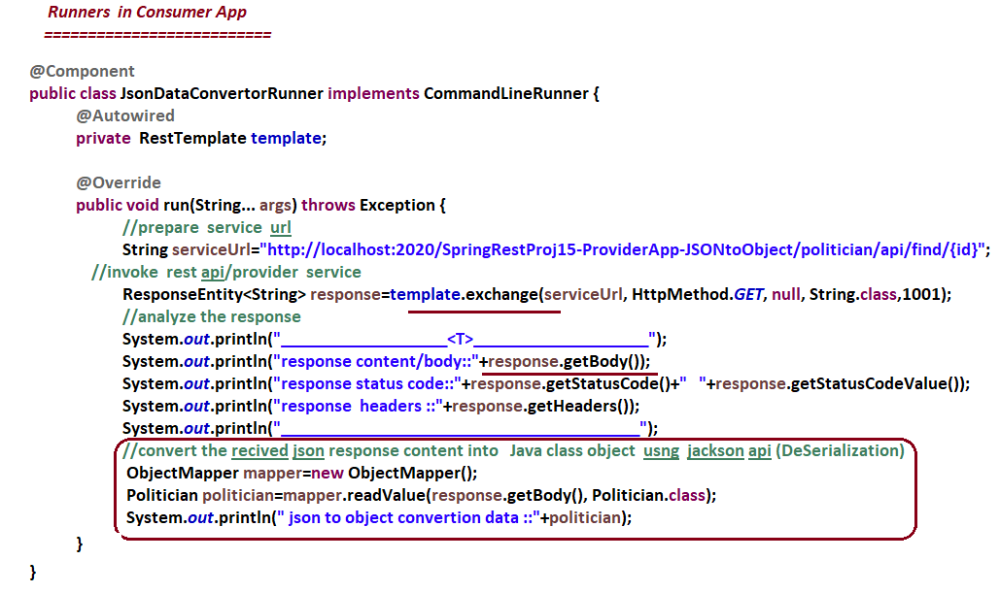 Runners in Consumer App
===========================
@Component
public class JsonDataConvertorRunner implements CommandLineRunner {
@Autowired
private RestTemplate template;
@Override
public void run(String... args) throws Exception {
//prepare service url
String serviceUrl="http://localhost:2020/SpringRestProj15-ProviderApp-JSONtoObject/politician/api/find/{id}";
//invoke rest api/provider service
ResponseEntity<String> response=template.exchange(serviceUrl, HttpMethod.GET, null, String.class,1001);
//analyze the response
System.out.println("___________________<T>____________________");
System.out.println("response content/body::"+response.getBody());
System.out.println("response status code::"+response.getStatusCode()+"  "+response.getStatusCodeValue());
System.out.println("response headers ::"+response.getHeaders());
System.out.println("_________________________________________");
//convert the recived json response content into Java class object usng jackson api (DeSerialization)
ObjectMapper mapper=new ObjectMapper();
Politician politician=mapper.readValue(response.getBody(), Politician.class);
System.out.println(" json to object convertion data ::"+politician);
}
}